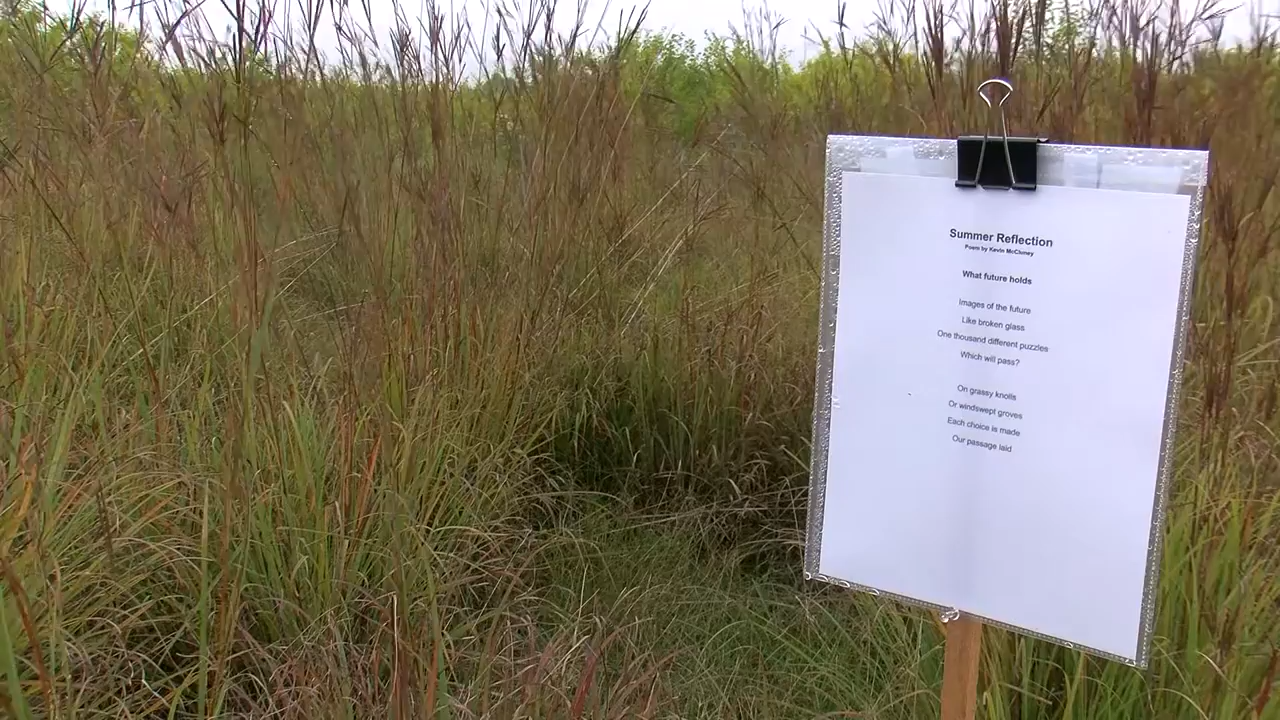 Summer Reflection
Poem by Kevin McCluney
What future holds
Images of the future
Like broken glass
One thousand different puzzles
Which will pass?
On grassy knolls
Or windswept groves
Each choice is made
Our passage laid